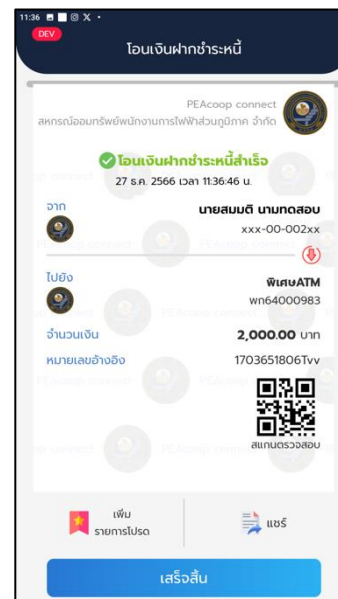 11:36
DEV
โอนเงินฝากชำระหนี้
PEAcoop connect
สหกรณ์ออมทรัพย์พนักงานการไฟฟ้าส่วนภูมิภาค จำกัด
โอนเงินฝากชำระหนี้สำเร็จ
27 ธ.ค. 2566 เวลา 11:36:46 น.
จาก
นายสมมติ นามทดสอบ
xxx-00-002xx
ไปยัง
พิเศษATM
พก64000983
จำนวนเงิน
2,000.00 บาท
หมายเลขอ้างอิง
1703651806Tvv
สแกนตรวจสอบ
เพิ่ม
รายการโปรด
แชร์
เสร็จสิ้น